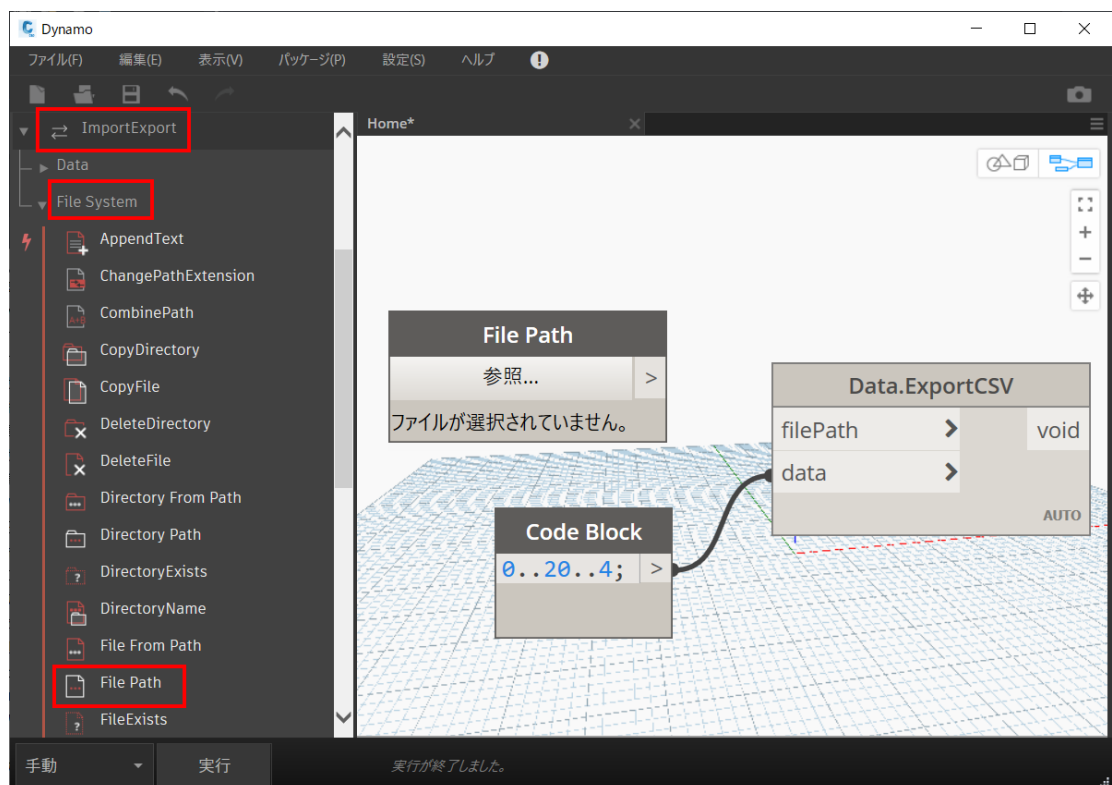 Dynamo
ファイル(F) 編集(E) 表示(V) パッケージ(P) 設定(S) ヘルプ
ImportExport
Data
File System
AppendText
ChangePathExtension
CombinePath
CopyDirectory
CopyFile
DeleteDirectory
DeleteFile
Directory From Path
Directory Path
DirectoryExists
DirectoryName
File From Path
File Path
FileExists
Home*
File Path
参照... >
ファイルが選択されていません。
Code Block
0..20..4; >
Data.ExportCSV
filePath void
data
AUTO
手動 実行 実行が終了しました。